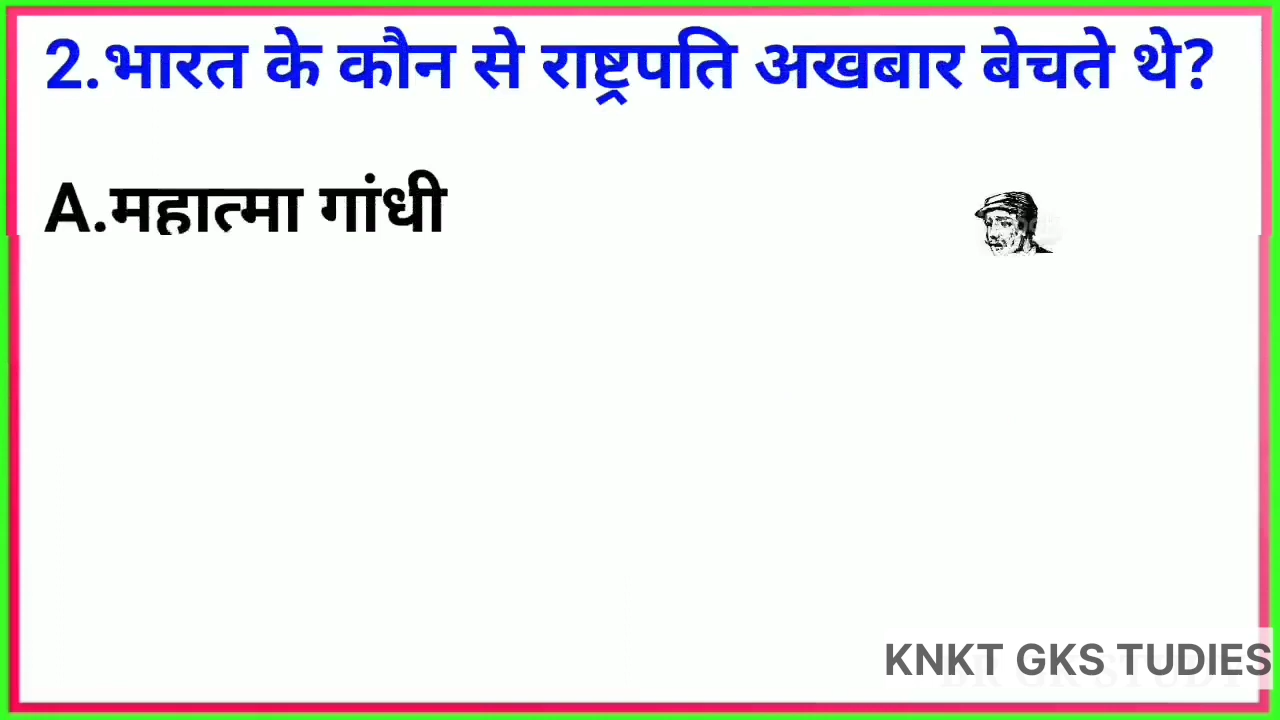 2.भारत के कौन से राष्ट्रपति अखबार बेचते थे?
A.महात्मा गांधी
KNKT GKS TUDIES